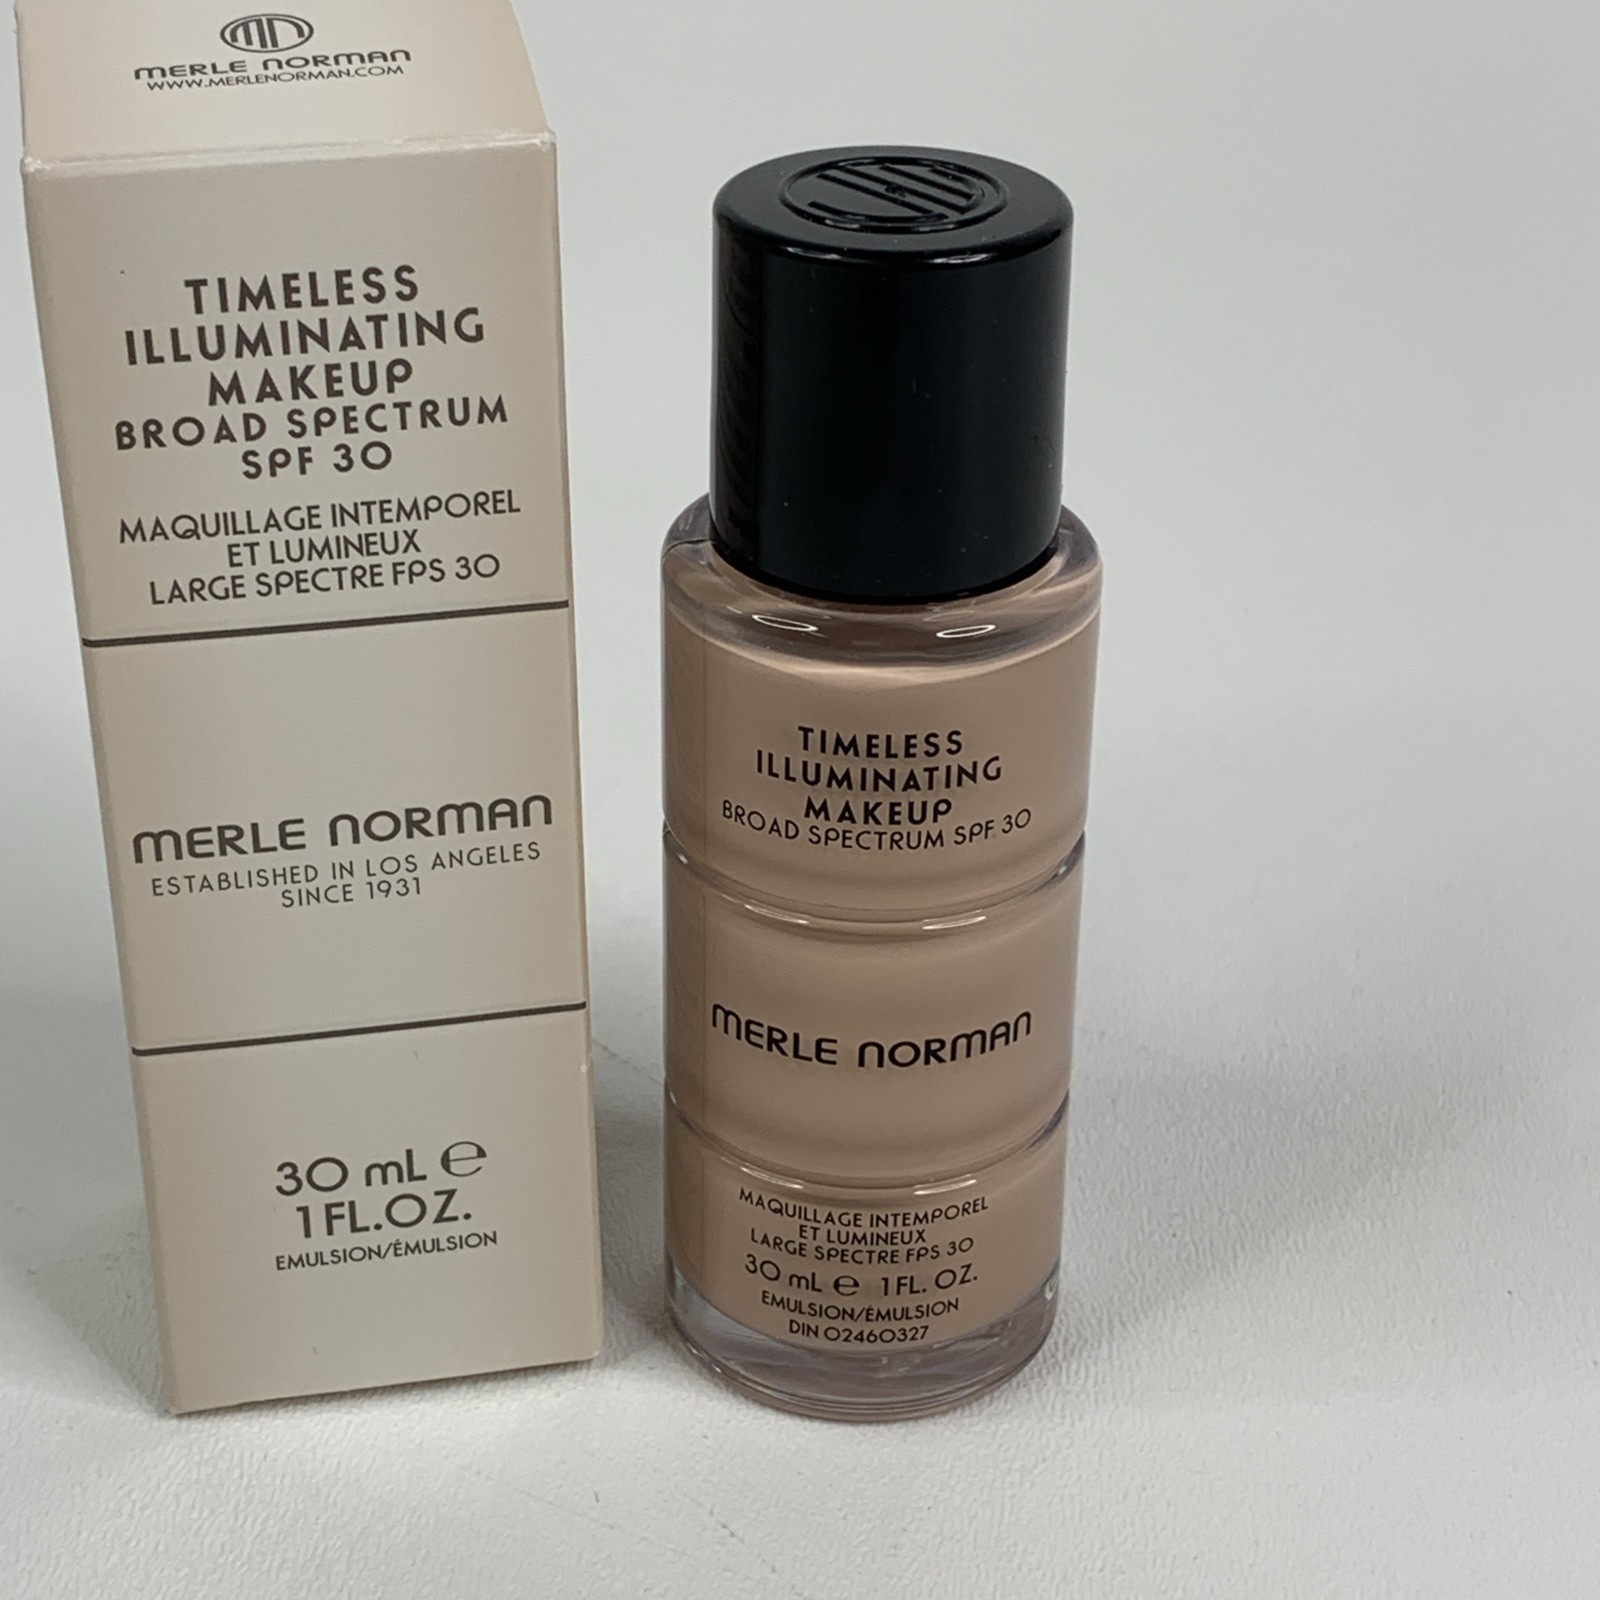 MERLE NORMAN
WWW.MERLENORMAN.COM
TIMELESS
ILLUMINATING
MAKEUP
BROAD SPECTRUM
SPF 30
MAQUILLAGE INTEMPOREL
ET LUMINEUX
LARGE SPECTRE FPS 30
MERLE NORMAN
ESTABLISHED IN LOS ANGELES
SINCE 1931
30 mL ℮
1 FL.OZ.
EMULSION/ÉMULSION
TIMELESS
ILLUMINATING
MAKEUP
BROAD SPECTRUM SPF 30
MERLE NORMAN
MAQUILLAGE INTEMPOREL
ET LUMINEUX
LARGE SPECTRE FPS 30
30 mL ℮ 1 FL. OZ.
EMULSION/ÉMULSION
DIN 02460327